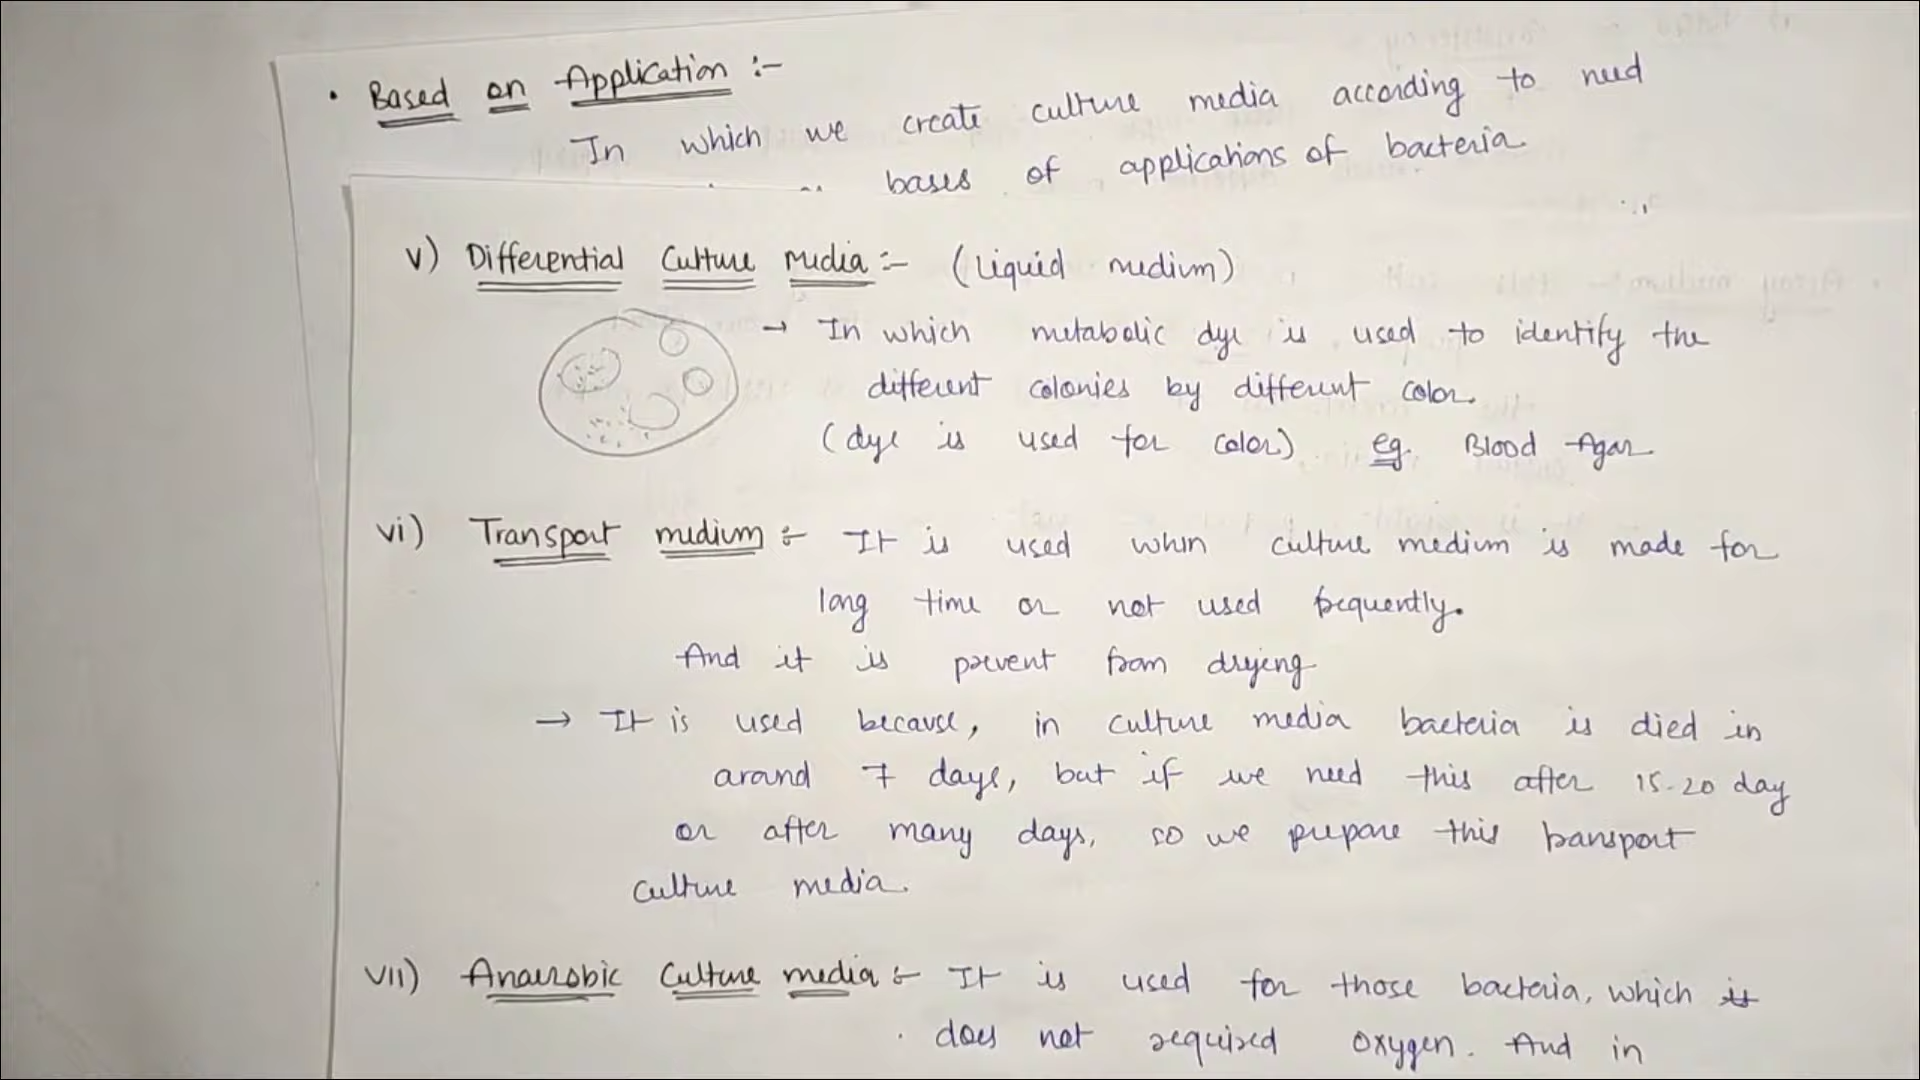 • Based on Application :-
In which we create culture media according to need
bases of applications of bacteria
v) Differential Culture media :- (Liquid medium)
→ In which metabolic dye is used to identify the
different colonies by different color.
(dye is used for color) eg. Blood Agar
vi) Transport medium :- It is used when culture medium is made for
long time or not used frequently.
And it is prevent from drying
→ It is used because, in culture media bacteria is died in
around 7 days, but if we need this after 15-20 day
or after many days, so we prepare this transport
culture media.
vii) Anaerobic Culture media :- It is used for those bacteria, which is
does not required oxygen. And in